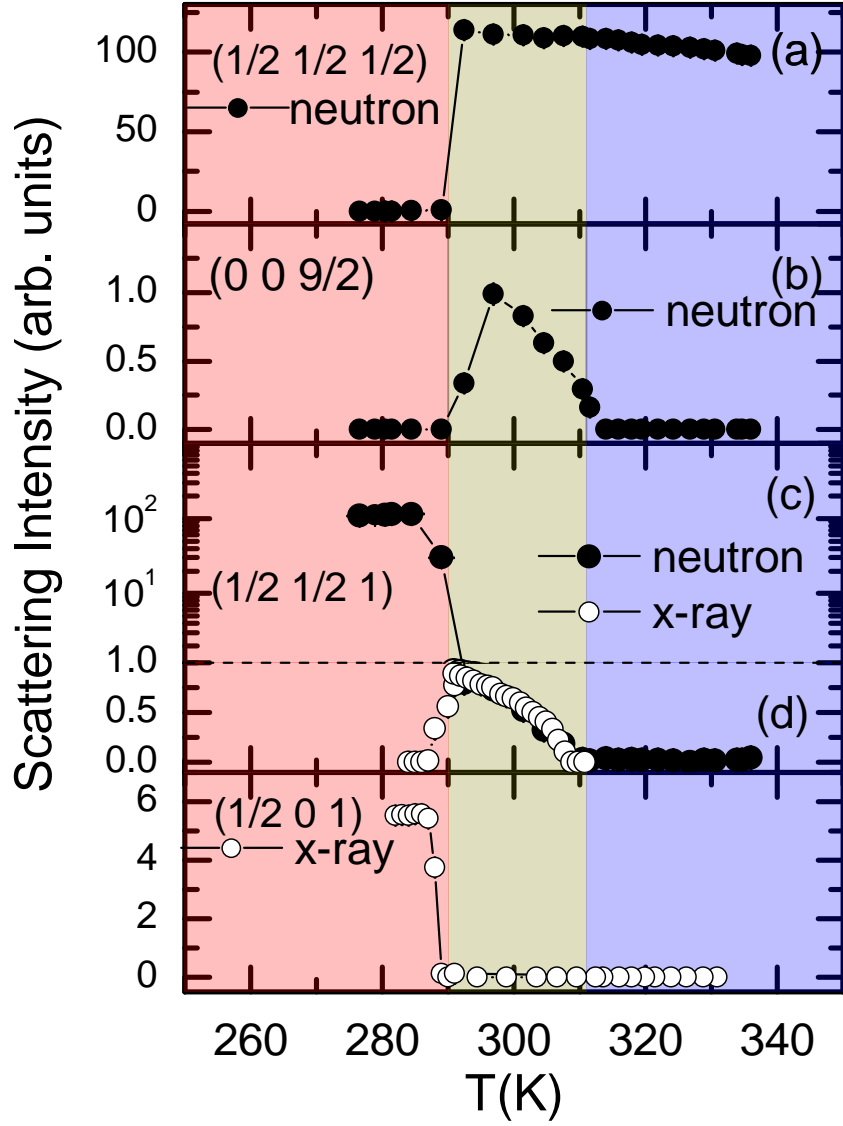 Scattering Intensity (arb. units)
100
50
0
(1/2 1/2 1/2)
neutron
(a)
1.0
0.5
0.0
(0 0 9/2)
(b)
neutron
10²
10¹
(c)
neutron
x-ray
(1/2 1/2 1)
1.0
0.5
0.0
(d)
6
4
2
0
(1/2 0 1)
x-ray
260 280 300 320 340
T(K)